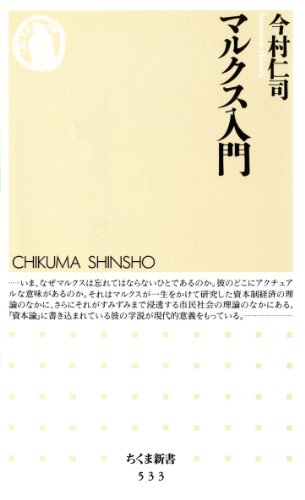 今村仁司
Imamura Hitoshi
マルクス入門
CHIKUMA SHINSHO
……いま、なぜマルクスは忘れてはならないひとであるのか。彼のどこにアクチュア
ルな意味があるのか。それはマルクスが一生をかけて研究した資本制経済の理
論のなかに、さらにそれがすみずみまで浸透する市民社会の理論のなかにある。
『資本論』に書き込まれている彼の学説が現代的意義をもっている。……
ちくま新書
533